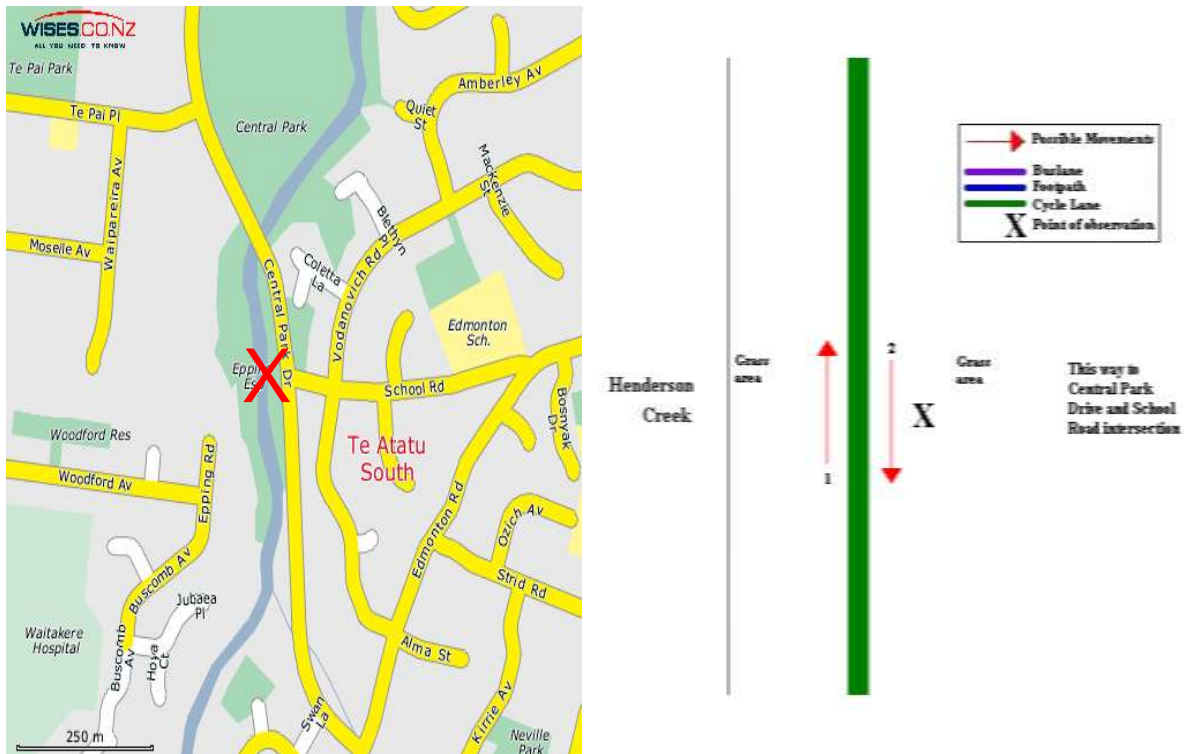 WISES.CO.NZ
ALL YOU NEED TO KNOW
Te Pai Park
Te Pai Pl
Waipareira Av
Moselle Av
Central Park
Quiet
St
Amberley Av
Mackenzie
St
Blethyn
Pl
Coletta
La
Vodanovich Rd
Central Park Dr
Edmonton
Sch.
School Rd
Bosnyak
Dr
Te Atatu
South
Woodford Res
Woodford Av
Epping Rd
Buscomb Av
Jubaea
Pl
Waitakere
Hospital
Buscomb
Av
Hoya
Ct
Edmonton Rd
Ozich Av
Strid Rd
Alma St
Kirrie Av
Swan
La
Neville
Park
250 m
X
Possible Movements
Buslane
Footpath
Cycle Lane
X Point of observation
Henderson
Creek
Grass
area
1
2
X
Grass
area
This way to
Central Park
Drive and School
Road intersection